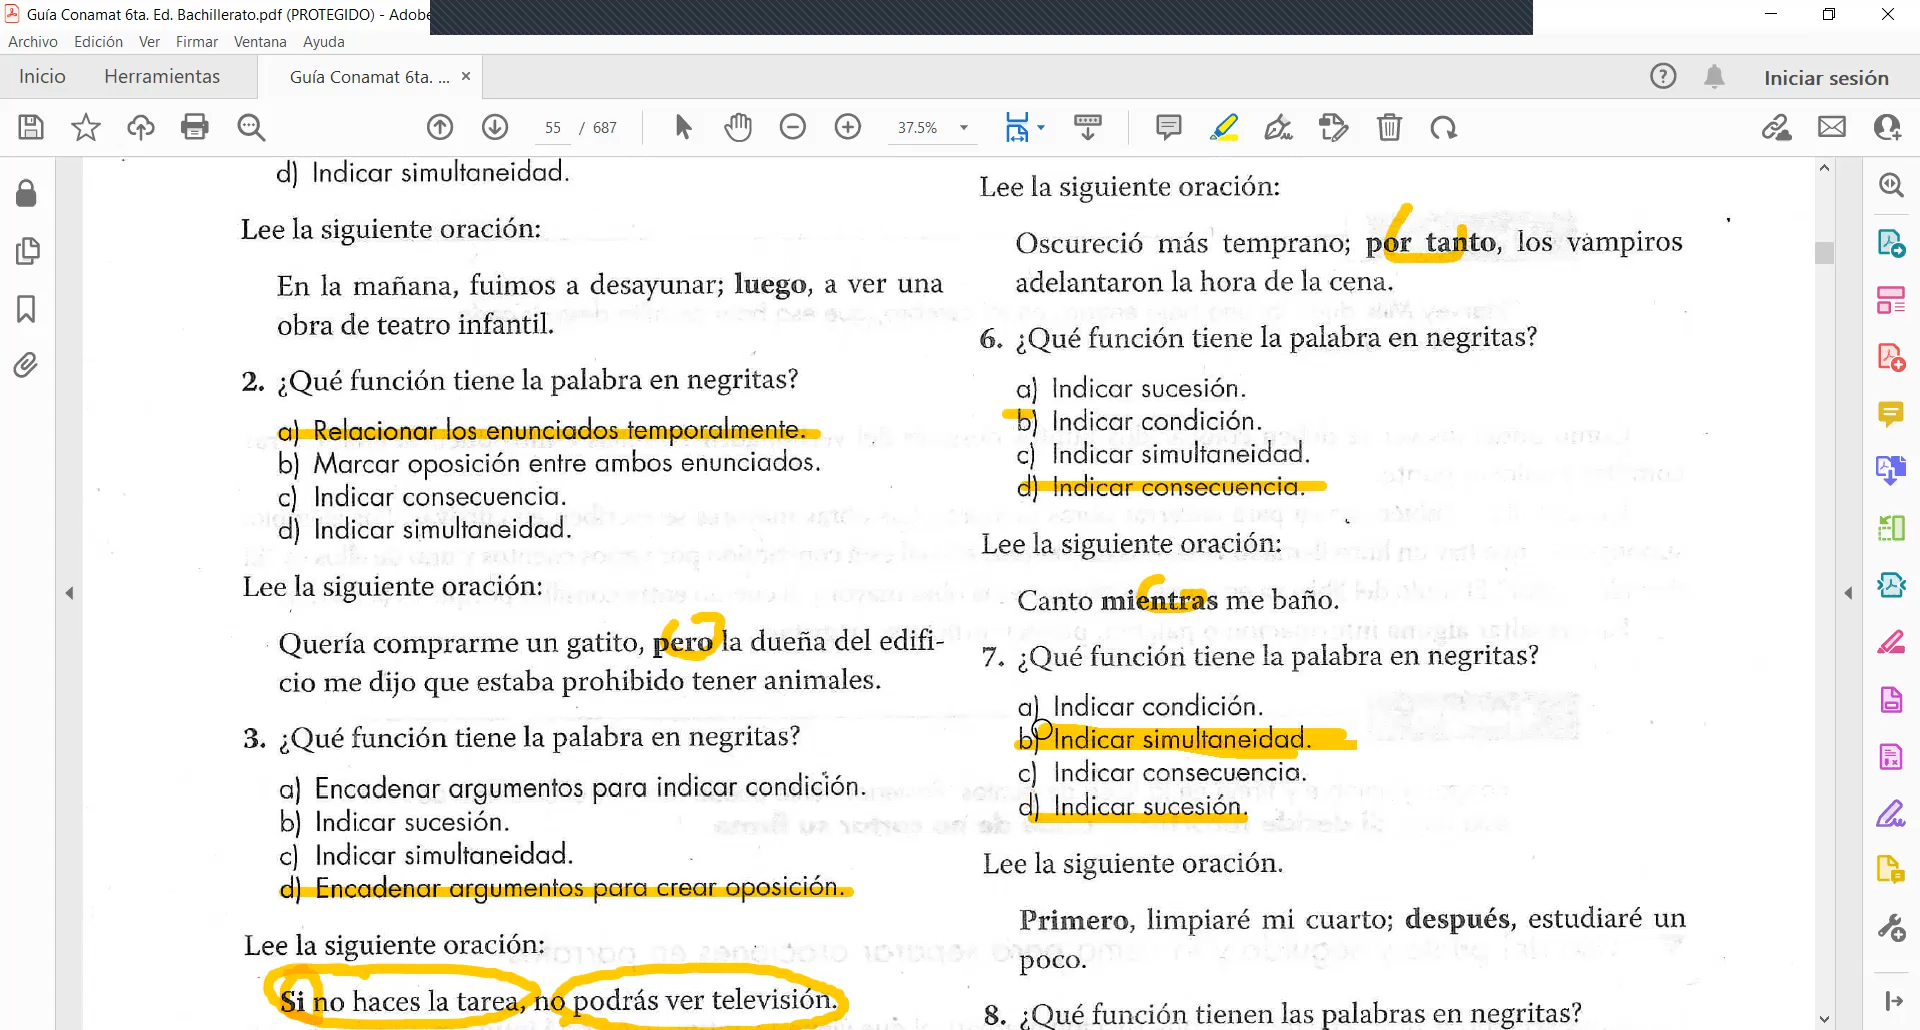 Guía Conamat 6ta. Ed. Bachillerato.pdf (PROTEGIDO) - Adobe
Archivo Edición Ver Firmar Ventana Ayuda
Inicio Herramientas Guía Conamat 6ta. ... × Iniciar sesión
55 / 687 37.5%
d) Indicar simultaneidad.
Lee la siguiente oración:
En la mañana, fuimos a desayunar; luego, a ver una
obra de teatro infantil.
2. ¿Qué función tiene la palabra en negritas?
a) Relacionar los enunciados temporalmente.
b) Marcar oposición entre ambos enunciados.
c) Indicar consecuencia.
d) Indicar simultaneidad.
Lee la siguiente oración:
Quería comprarme un gatito, pero la dueña del edifi-
cio me dijo que estaba prohibido tener animales.
3. ¿Qué función tiene la palabra en negritas?
a) Encadenar argumentos para indicar condición.
b) Indicar sucesión.
c) Indicar simultaneidad.
d) Encadenar argumentos para crear oposición.
Lee la siguiente oración:
Si no haces la tarea, no podrás ver televisión.
Lee la siguiente oración:
Oscureció más temprano; por tanto, los vampiros
adelantaron la hora de la cena.
6. ¿Qué función tiene la palabra en negritas?
a) Indicar sucesión.
b) Indicar condición.
c) Indicar simultaneidad.
d) Indicar consecuencia.
Lee la siguiente oración:
Canto mientras me baño.
7. ¿Qué función tiene la palabra en negritas?
a) Indicar condición.
b) Indicar simultaneidad.
c) Indicar consecuencia.
d) Indicar sucesión.
Lee la siguiente oración.
Primero, limpiaré mi cuarto; después, estudiaré un
poco.
8. ¿Qué función tienen las palabras en negritas?